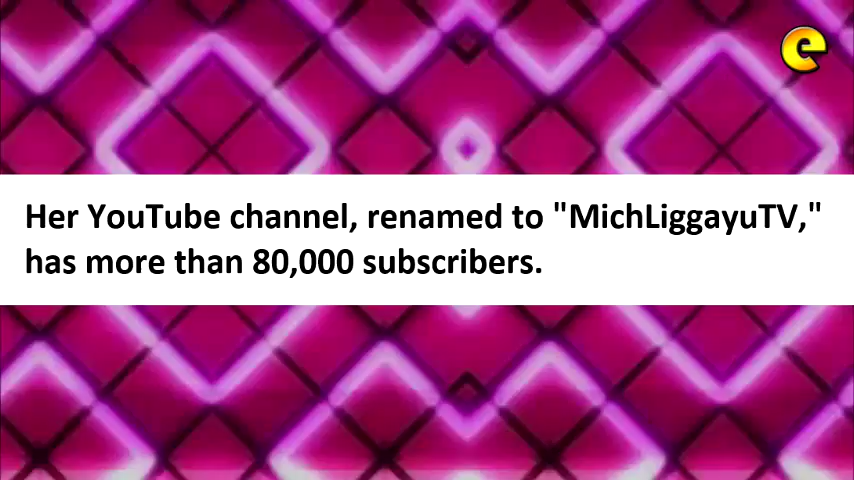 e
Her YouTube channel, renamed to "MichLiggayuTV,"
has more than 80,000 subscribers.